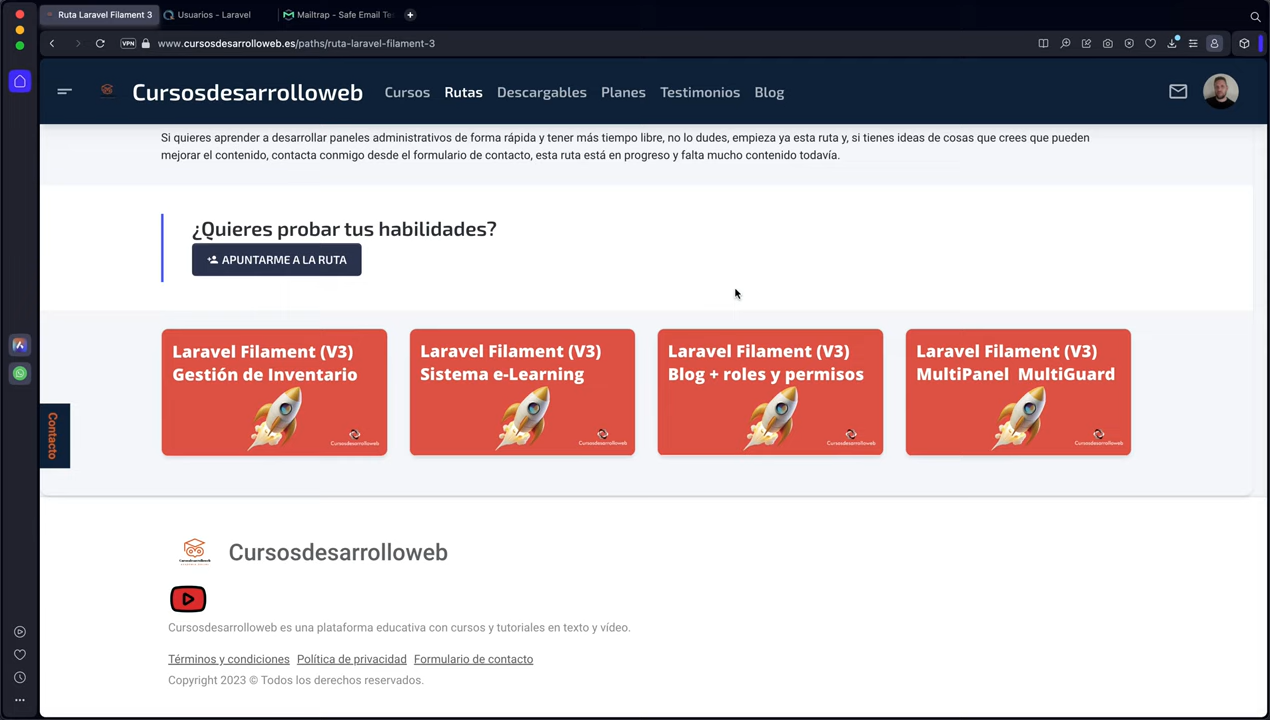 Ruta Laravel Filament 3
Usuarios - Laravel
Mailtrap - Safe Email Te
VPN
www.cursosdesarrolloweb.es/paths/ruta-laravel-filament-3
Cursosdesarrolloweb
Cursos
Rutas
Descargables
Planes
Testimonios
Blog
Si quieres aprender a desarrollar paneles administrativos de forma rápida y tener más tiempo libre, no lo dudes, empieza ya esta ruta y, si tienes ideas de cosas que crees que pueden
mejorar el contenido, contacta conmigo desde el formulario de contacto, esta ruta está en progreso y falta mucho contenido todavía.
¿Quieres probar tus habilidades?
APUNTARME A LA RUTA
Laravel Filament (V3)
Gestión de Inventario
Cursosdesarrolloweb
Laravel Filament (V3)
Sistema e-Learning
Cursosdesarrolloweb
Laravel Filament (V3)
Blog + roles y permisos
Cursosdesarrolloweb
Laravel Filament (V3)
MultiPanel MultiGuard
Cursosdesarrolloweb
Contacto
Cursosdesarrolloweb
Cursosdesarrolloweb es una plataforma educativa con cursos y tutoriales en texto y vídeo.
Términos y condiciones Política de privacidad Formulario de contacto
Copyright 2023 © Todos los derechos reservados.